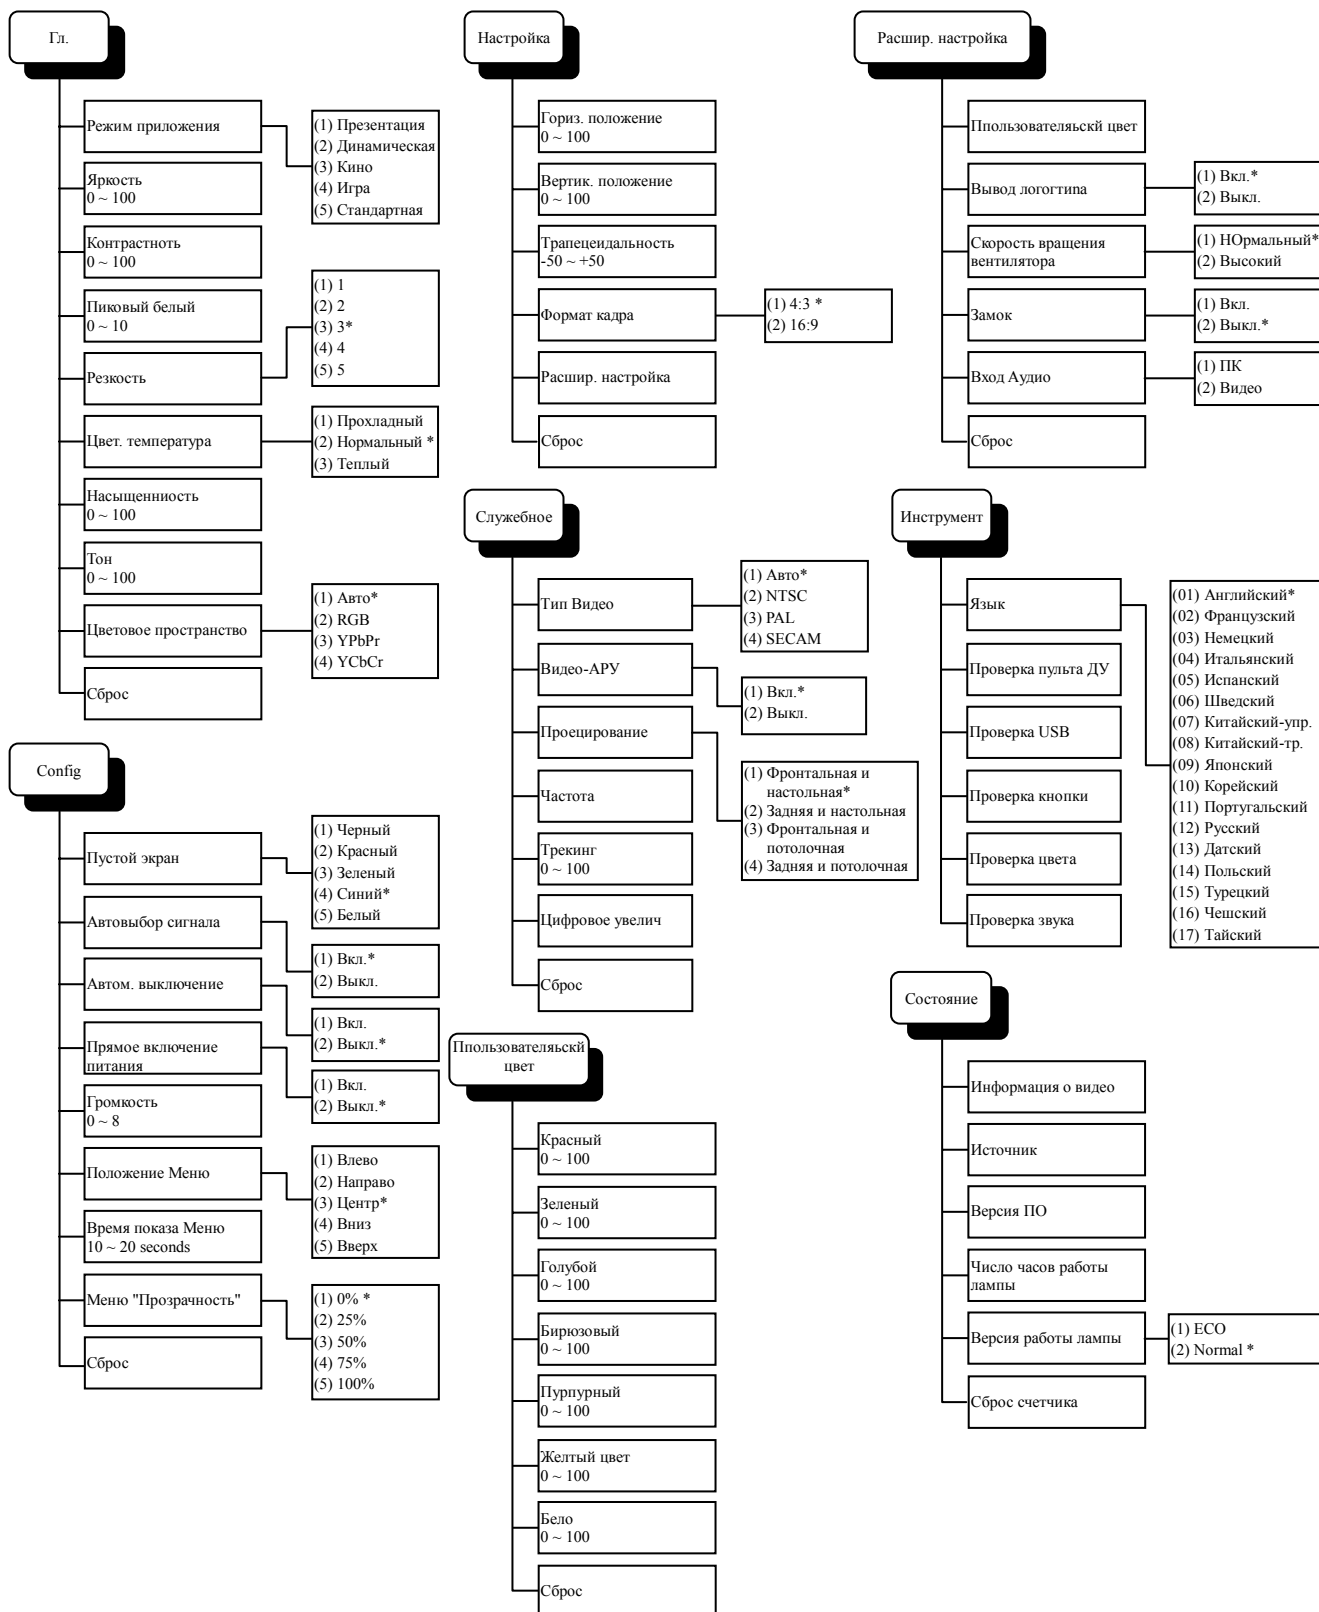 Гл.
Режим приложения
(1) Презентация
(2) Динамическая
(3) Кино
(4) Игра
(5) Стандартная
Яркость
0 ~ 100
Контрастноть
0 ~ 100
Пиковый белый
0 ~ 10
Резкость
(1) 1
(2) 2
(3) 3*
(4) 4
(5) 5
Цвет. температура
(1) Прохладный
(2) Нормальный *
(3) Теплый
Насыщенниость
0 ~ 100
Тон
0 ~ 100
Цветовое пространство
(1) Авто*
(2) RGB
(3) YPbPr
(4) YCbCr
Сброс
Config
Пустой экран
(1) Черный
(2) Красный
(3) Зеленый
(4) Синий*
(5) Белый
Автовыбор сигнала
(1) Вкл.*
(2) Выкл.
Автом. выключение
(1) Вкл.
(2) Выкл.*
Прямое включение
питания
(1) Вкл.
(2) Выкл.*
Громкость
0 ~ 8
Положение Меню
(1) Влево
(2) Направо
(3) Центр*
(4) Вниз
(5) Вверх
Время показа Меню
10 ~ 20 seconds
Меню "Прозрачность"
(1) 0% *
(2) 25%
(3) 50%
(4) 75%
(5) 100%
Сброс
Настройка
Гориз. положение
0 ~ 100
Вертик. положение
0 ~ 100
Трапецеидальность
-50 ~ +50
Формат кадра
(1) 4:3 *
(2) 16:9
Расшир. настройка
Сброс
Служебное
Тип Видео
(1) Авто*
(2) NTSC
(3) PAL
(4) SECAM
Видео-АРУ
(1) Вкл.*
(2) Выкл.
Проецирование
(1) Фронтальная и
настольная*
(2) Задняя и настольная
(3) Фронтальная и
потолочная
(4) Задняя и потолочная
Частота
Трекинг
0 ~ 100
Цифровое увелич
Сброс
Ппользователяьскй
цвет
Красный
0 ~ 100
Зеленый
0 ~ 100
Голубой
0 ~ 100
Бирюзовый
0 ~ 100
Пурпурный
0 ~ 100
Желтый цвет
0 ~ 100
Бело
0 ~ 100
Сброс
Расшир. настройка
Ппользователяьскй цвет
Вывод логогтипа
(1) Вкл.*
(2) Выкл.
Скорость вращения
вентилятора
(1) НОрмальный*
(2) Высокий
Замок
(1) Вкл.
(2) Выкл.*
Вход Аудио
(1) ПК
(2) Видео
Сброс
Инструмент
Язык
(01) Английский*
(02) Французский
(03) Немецкий
(04) Итальянский
(05) Испанский
(06) Шведский
(07) Китайский-упр.
(08) Китайский-тр.
(09) Японский
(10) Корейский
(11) Португальский
(12) Русский
(13) Датский
(14) Польский
(15) Турецкий
(16) Чешский
(17) Тайский
Проверка пульта ДУ
Проверка USB
Проверка кнопки
Проверка цвета
Проверка звука
Состояние
Информация о видео
Источник
Версия ПО
Число часов работы
лампы
Версия работы лампы
(1) ECO
(2) Normal *
Сброс счетчика